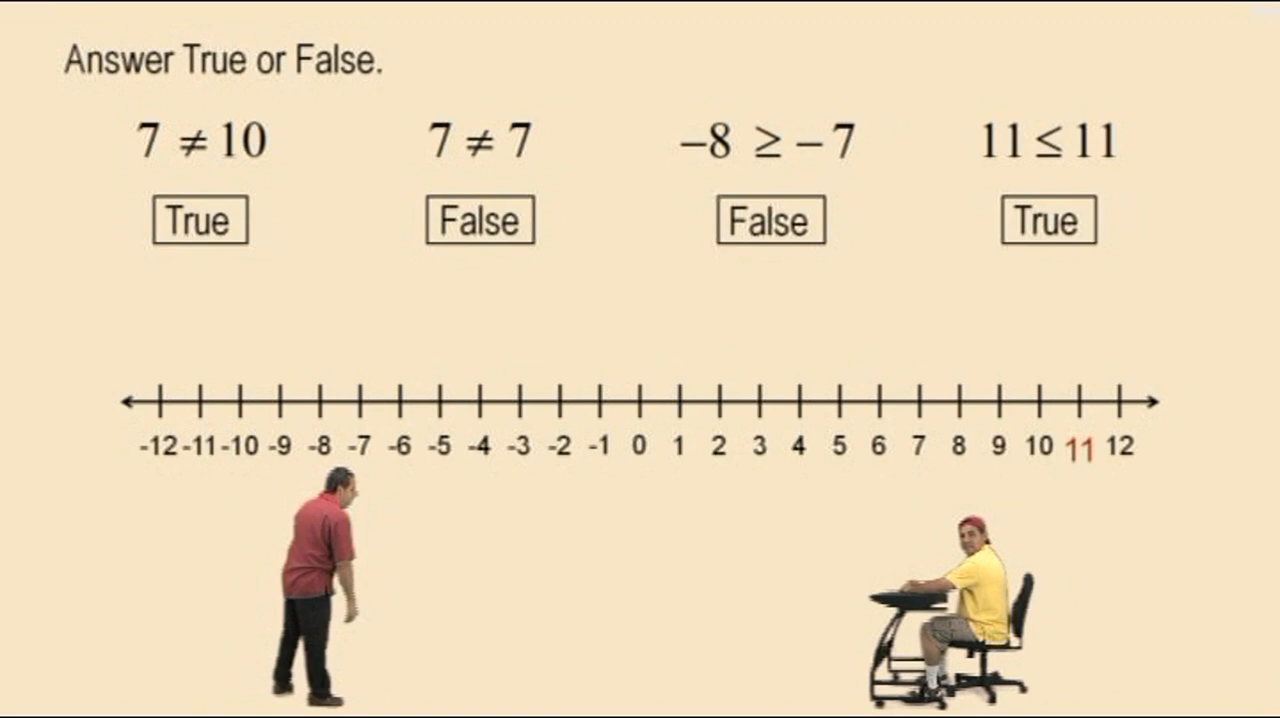 Answer True or False.
7 ≠ 10 7 ≠ 7 –8 ≥ – 7 11 ≤ 11
True False False True
-12 -11 -10 -9 -8 -7 -6 -5 -4 -3 -2 -1 0 1 2 3 4 5 6 7 8 9 10 11 12